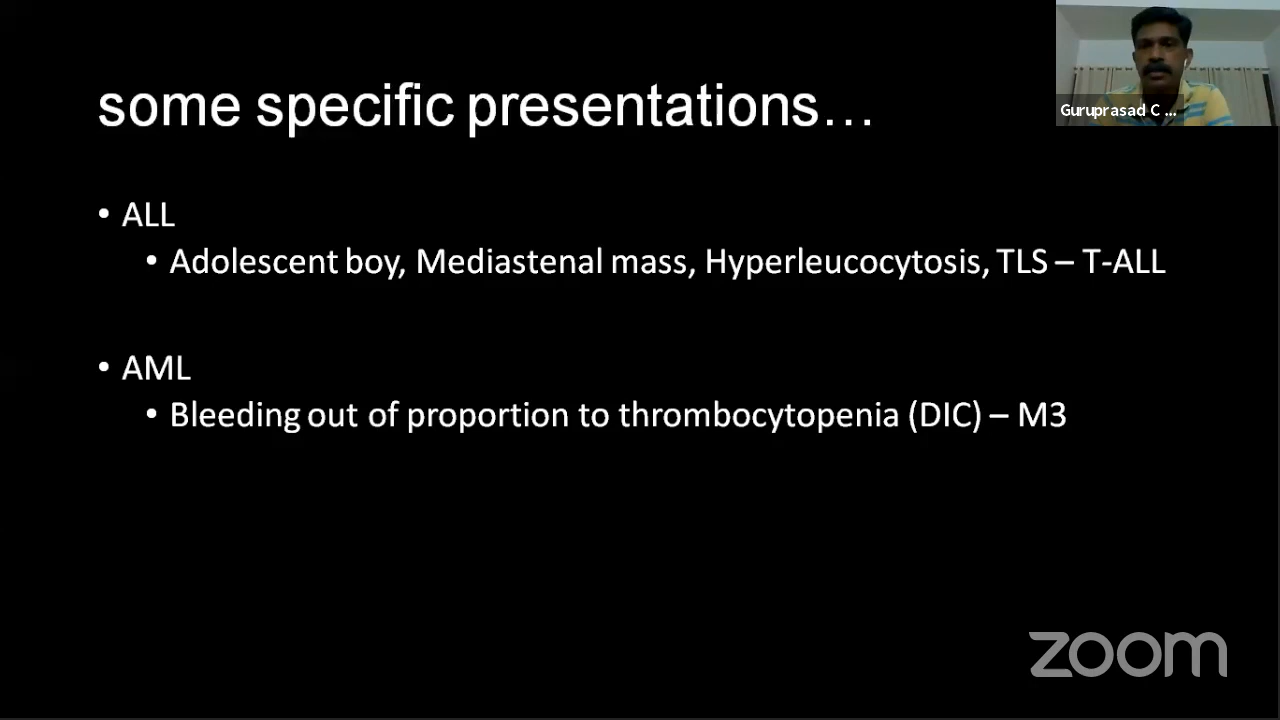 some specific presentations…
Guruprasad C ...
• ALL
• Adolescent boy, Mediastenal mass, Hyperleucocytosis, TLS – T-ALL
• AML
• Bleeding out of proportion to thrombocytopenia (DIC) – M3
zoom